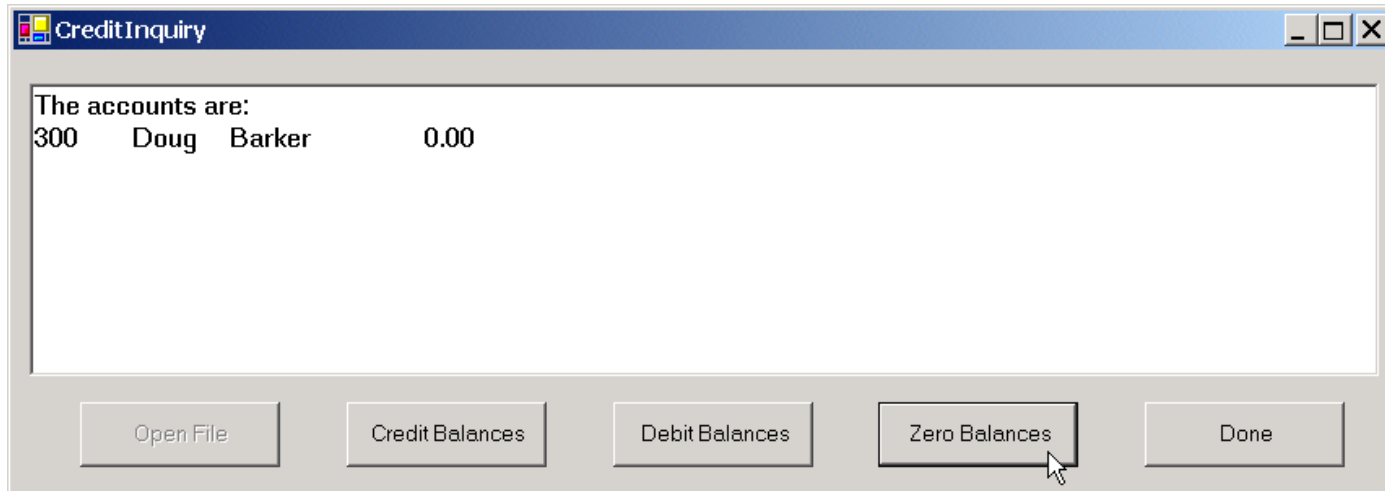 CreditInquiry
The accounts are:
300 Doug Barker 0.00
Open File Credit Balances Debit Balances Zero Balances Done